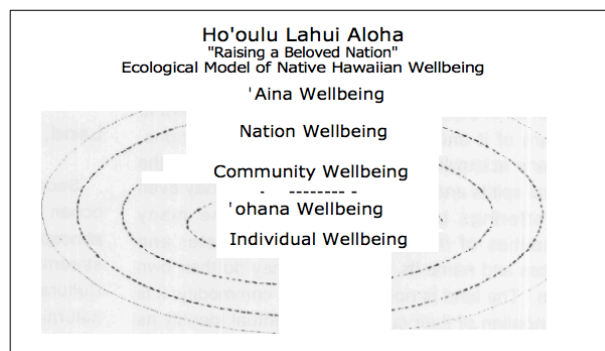 Ho'oulu Lahui Aloha
"Raising a Beloved Nation"
Ecological Model of Native Hawaiian Wellbeing
'Aina Wellbeing
Nation Wellbeing
Community Wellbeing
'ohana Wellbeing
Individual Wellbeing